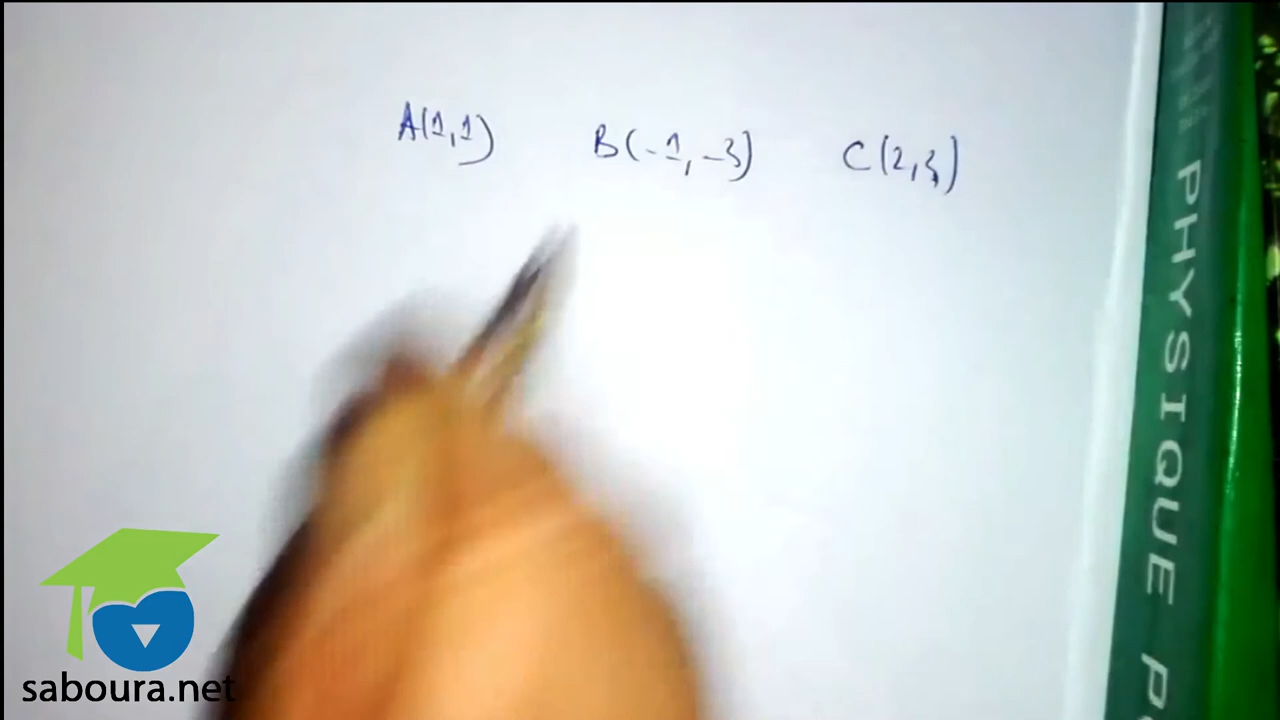 A(1,1) B(-1,-3) C(2,3)
PHYSIQUE
saboura.net